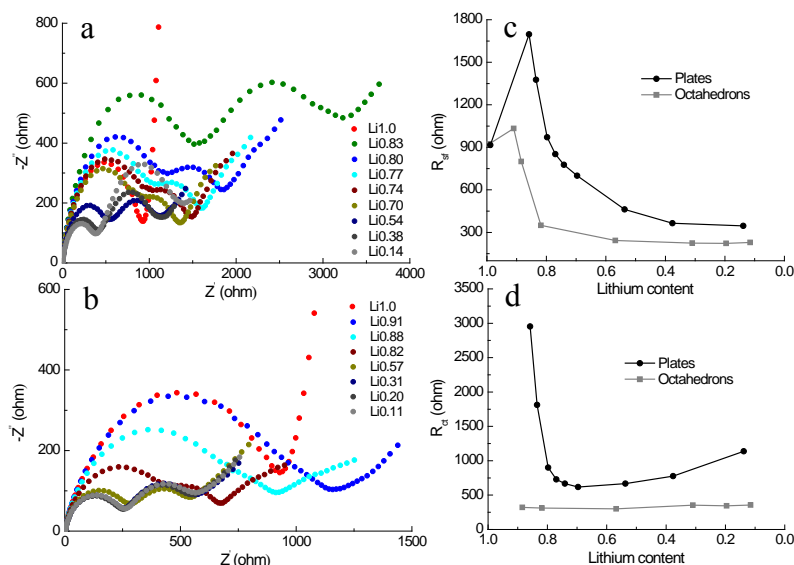 a
800
600
400
200
0
-Z'' (ohm)
0 1000 2000 3000 4000
Z' (ohm)
Li1.0
Li0.83
Li0.80
Li0.77
Li0.74
Li0.70
Li0.54
Li0.38
Li0.14
b
600
400
200
0
-Z'' (ohm)
0 500 1000 1500
Z' (ohm)
Li1.0
Li0.91
Li0.88
Li0.82
Li0.57
Li0.31
Li0.20
Li0.11
c
1800
1500
1200
900
600
300
R_sf (ohm)
1.0 0.8 0.6 0.4 0.2 0.0
Lithium content
Plates
Octahedrons
d
3500
3000
2500
2000
1500
1000
500
0
R_ct (ohm)
1.0 0.8 0.6 0.4 0.2 0.0
Lithium content
Plates
Octahedrons